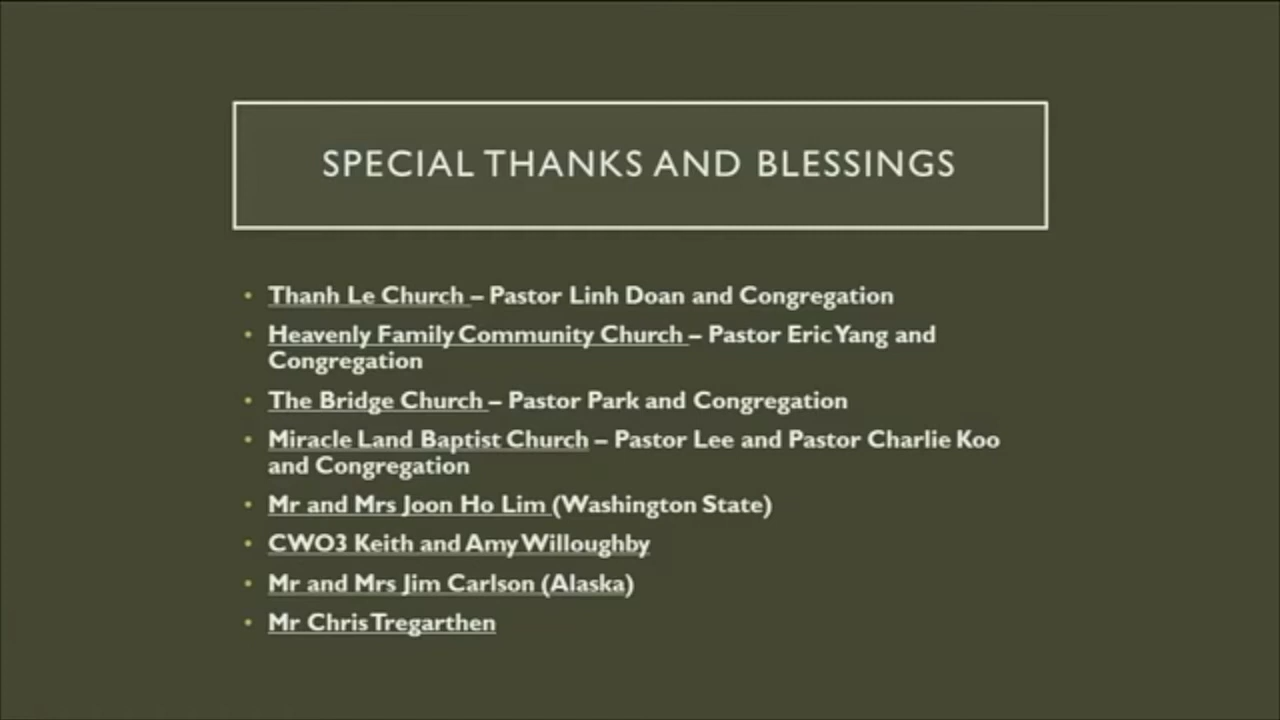 SPECIAL THANKS AND BLESSINGS
• Thanh Le Church – Pastor Linh Doan and Congregation
• Heavenly Family Community Church – Pastor Eric Yang and
Congregation
• The Bridge Church – Pastor Park and Congregation
• Miracle Land Baptist Church – Pastor Lee and Pastor Charlie Koo
and Congregation
• Mr and Mrs Joon Ho Lim (Washington State)
• CWO3 Keith and Amy Willoughby
• Mr and Mrs Jim Carlson (Alaska)
• Mr Chris Tregarthen